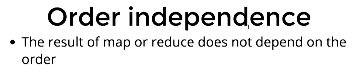 Order independence
• The result of map or reduce does not depend on the
order